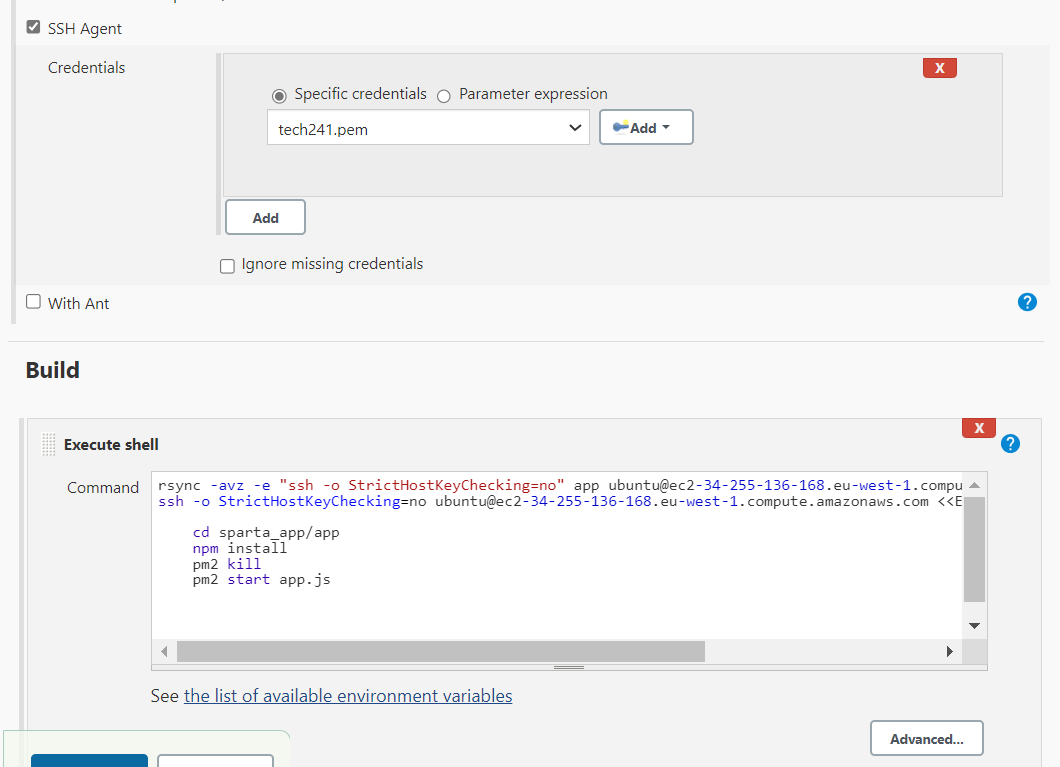 SSH Agent
Credentials
X
Specific credentials Parameter expression
tech241.pem
Add
Add
Ignore missing credentials
With Ant
?
Build
X
Execute shell
?
Command
rsync -avz -e "ssh -o StrictHostKeyChecking=no" app ubuntu@ec2-34-255-136-168.eu-west-1.compu
ssh -o StrictHostKeyChecking=no ubuntu@ec2-34-255-136-168.eu-west-1.compute.amazonaws.com <<E
cd sparta_app/app
npm install
pm2 kill
pm2 start app.js
See the list of available environment variables
Advanced...